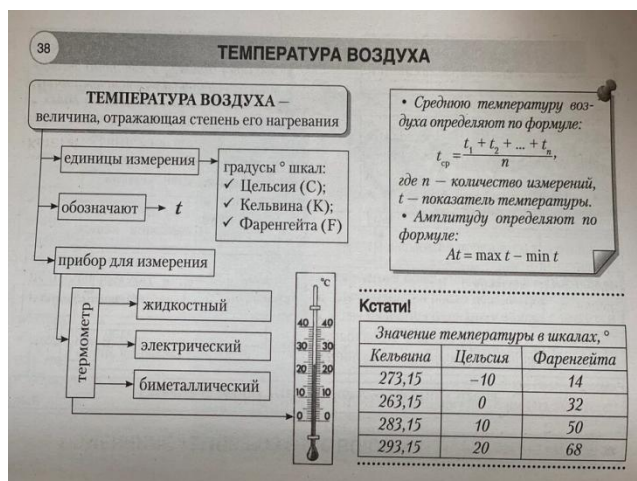 38
ТЕМПЕРАТУРА ВОЗДУХА
ТЕМПЕРАТУРА ВОЗДУХА –
величина, отражающая степень его нагревания
единицы измерения
градусы ° шкал:
✓ Цельсия (C);
✓ Кельвина (K);
✓ Фаренгейта (F)
обозначают
t
прибор для измерения
термометр
жидкостный
электрический
биметаллический
°C
40 40
30 30
20 20
10 10
0 0
• Среднюю температуру воз-
духа определяют по формуле:
tср = (t1 + t2 + ... + tn)/n,
где n — количество измерений,
t — показатель температуры.
• Амплитуду определяют по
формуле:
At = max t – min t
Кстати!
Значение температуры в шкалах, °
Кельвина Цельсия Фаренгейта
273,15 –10 14
263,15 0 32
283,15 10 50
293,15 20 68